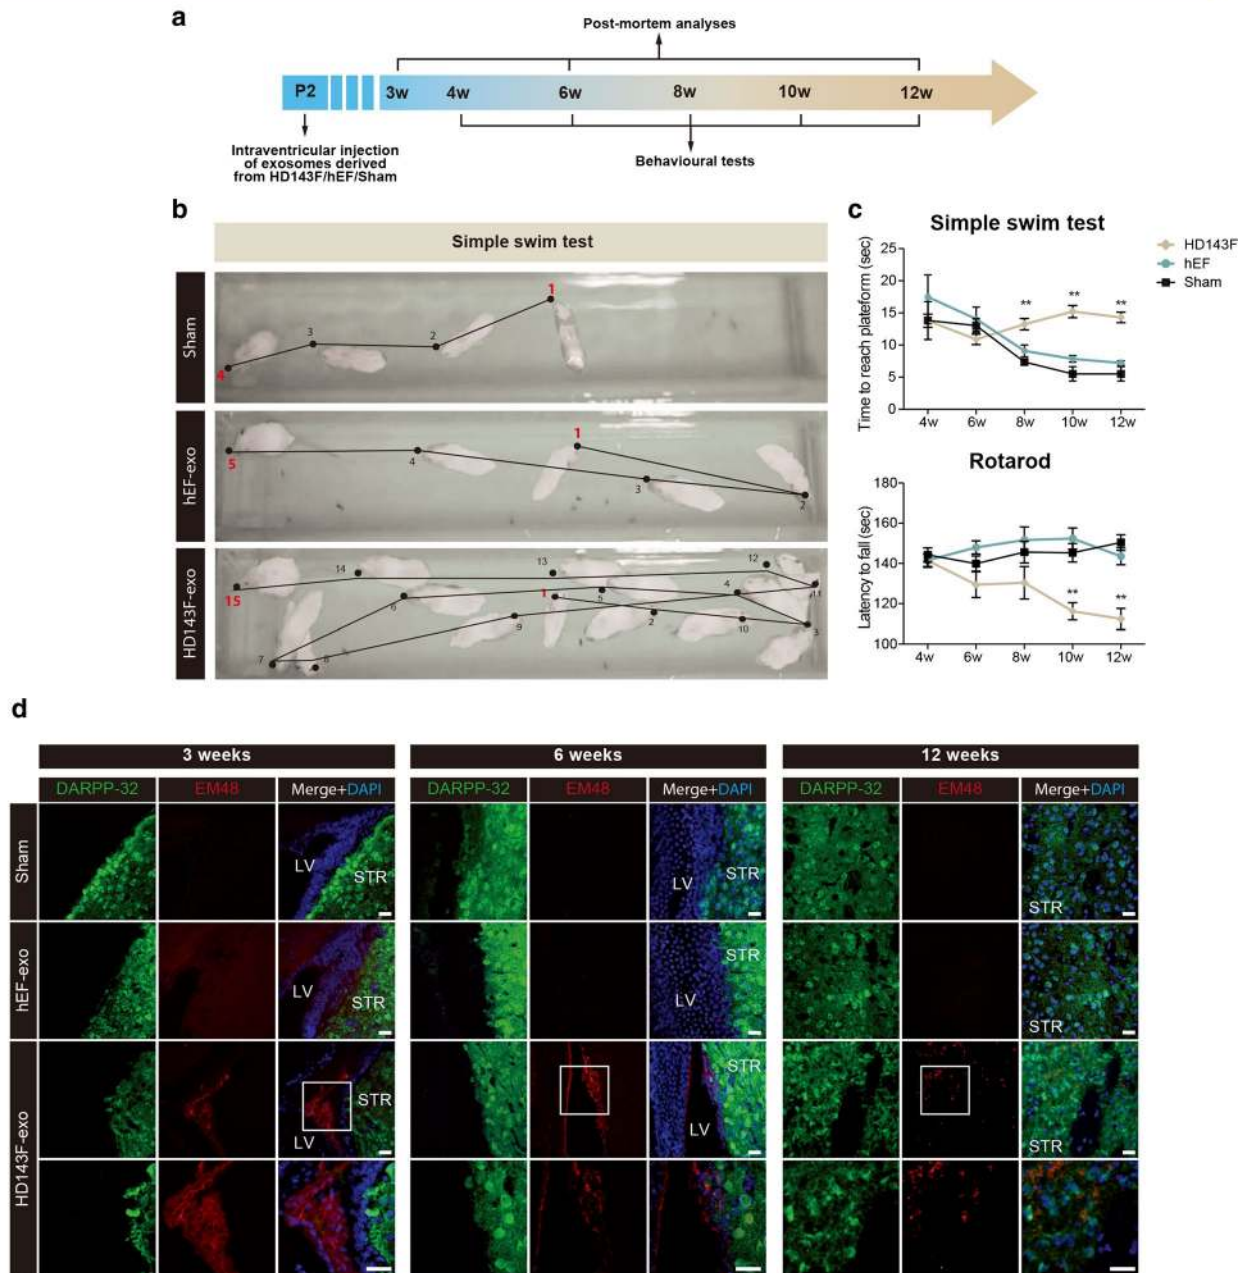 a
Post-mortem analyses
P2
3w
4w
6w
8w
10w
12w
Intraventricular injection
of exosomes derived
from HD143F/hEF/Sham
Behavioural tests
b
Simple swim test
Sham
1
2
3
4
hEF-exo
1
2
3
4
5
HD143F-exo
1
2
3
4
5
6
7
8
9
10
11
12
13
14
15
c
Simple swim test
HD143F
hEF
Sham
Time to reach plateform (sec)
25
20
15
10
5
0
** ** **
4w 6w 8w 10w 12w
Rotarod
Latency to fall (sec)
180
160
140
120
100
** **
4w 6w 8w 10w 12w
d
3 weeks
6 weeks
12 weeks
DARPP-32 EM48 Merge+DAPI
DARPP-32 EM48 Merge+DAPI
DARPP-32 EM48 Merge+DAPI
Sham
LV STR
LV STR
STR
hEF-exo
LV STR
LV STR
STR
HD143F-exo
LV STR
LV STR
STR